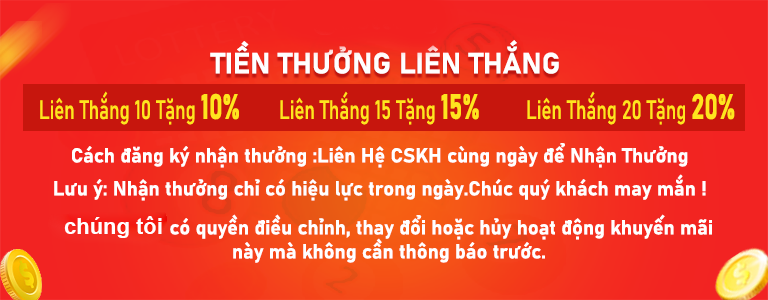 TIỀN THƯỞNG LIÊN THẮNG
Liên Thắng 10 Tặng 10% Liên Thắng 15 Tặng 15% Liên Thắng 20 Tặng 20%
Cách đăng ký nhận thưởng :Liên Hệ CSKH cùng ngày để Nhận Thưởng
Lưu ý: Nhận thưởng chỉ có hiệu lực trong ngày.Chúc quý khách may mắn !
chúng tôi có quyền điều chỉnh, thay đổi hoặc hủy hoạt động khuyến mãi
này mà không cần thông báo trước.